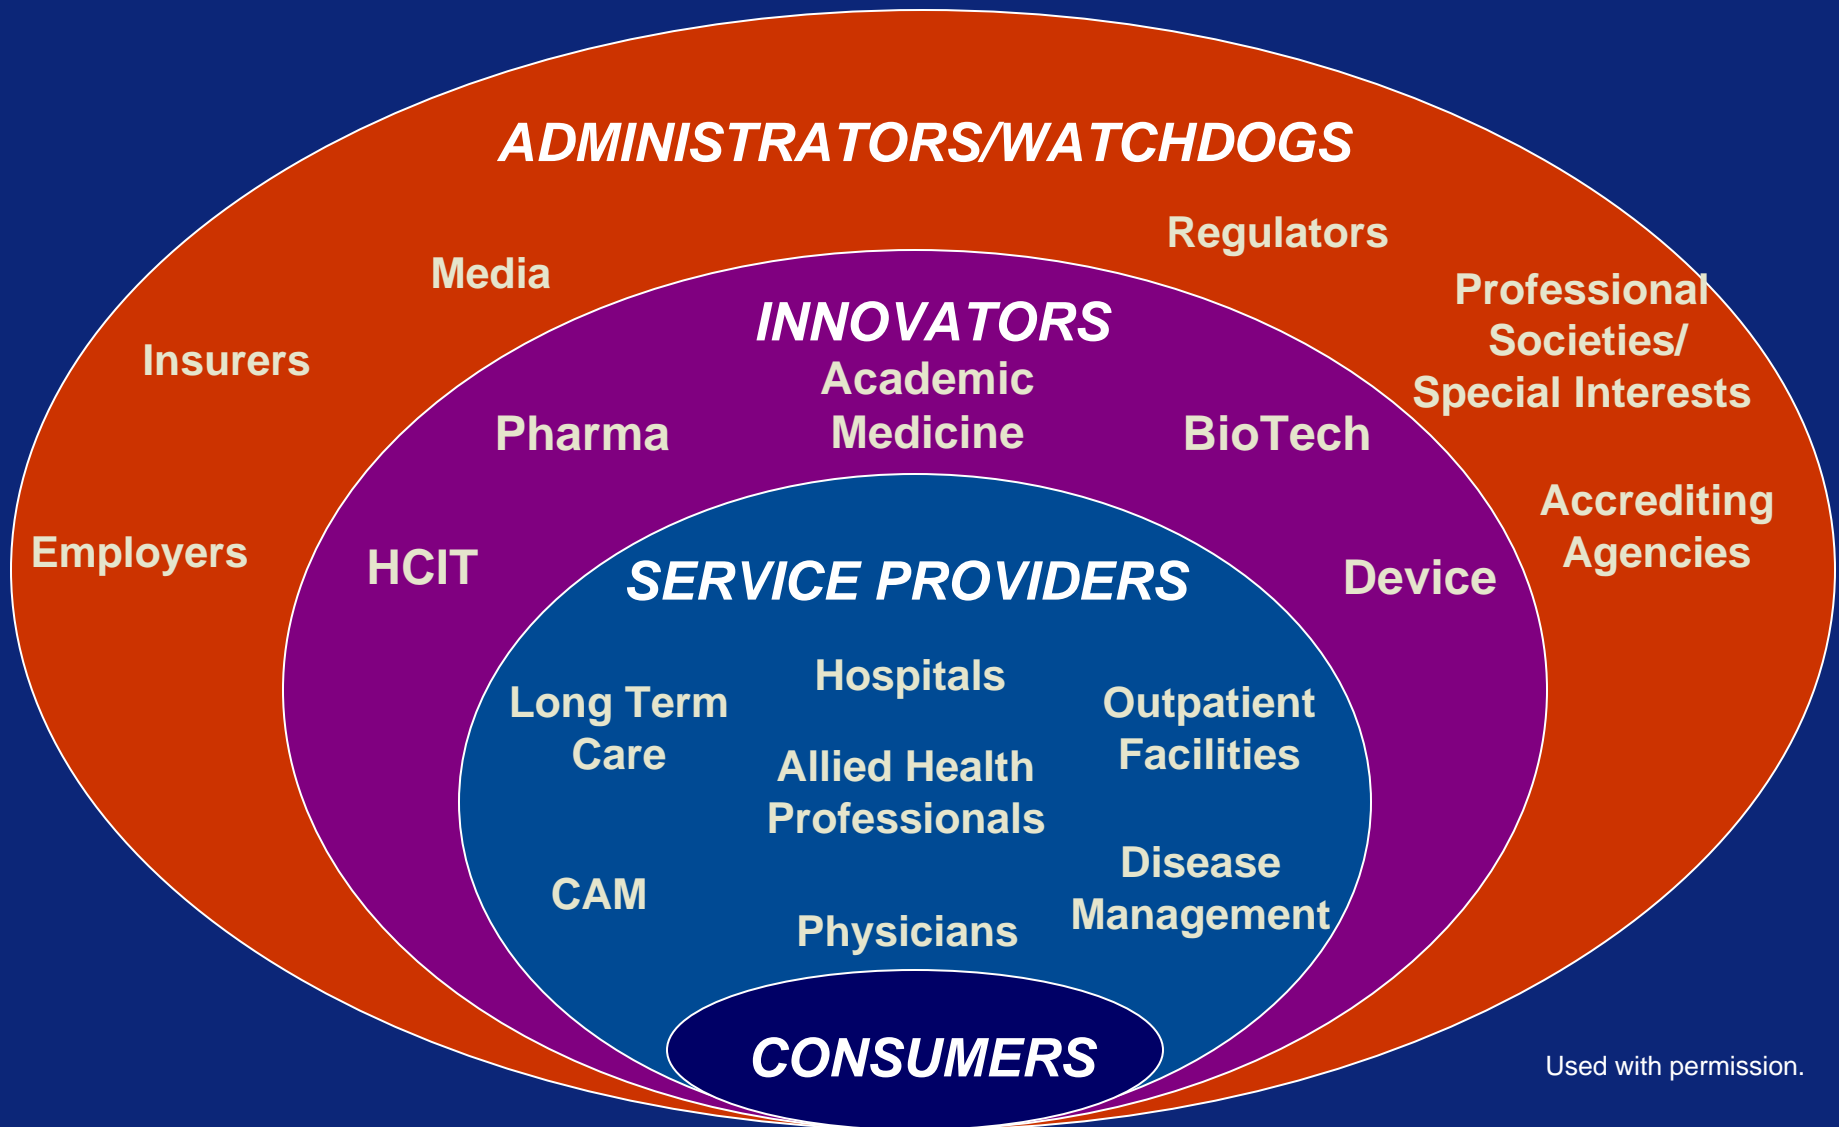 ADMINISTRATORS/WATCHDOGS
Regulators
Media
Professional
Societies/
Special Interests
Insurers
Accrediting
Agencies
Employers
INNOVATORS
Academic
Medicine
Pharma
BioTech
HCIT
Device
SERVICE PROVIDERS
Hospitals
Long Term
Care
Outpatient
Facilities
Allied Health
Professionals
CAM
Disease
Management
Physicians
CONSUMERS
Used with permission.